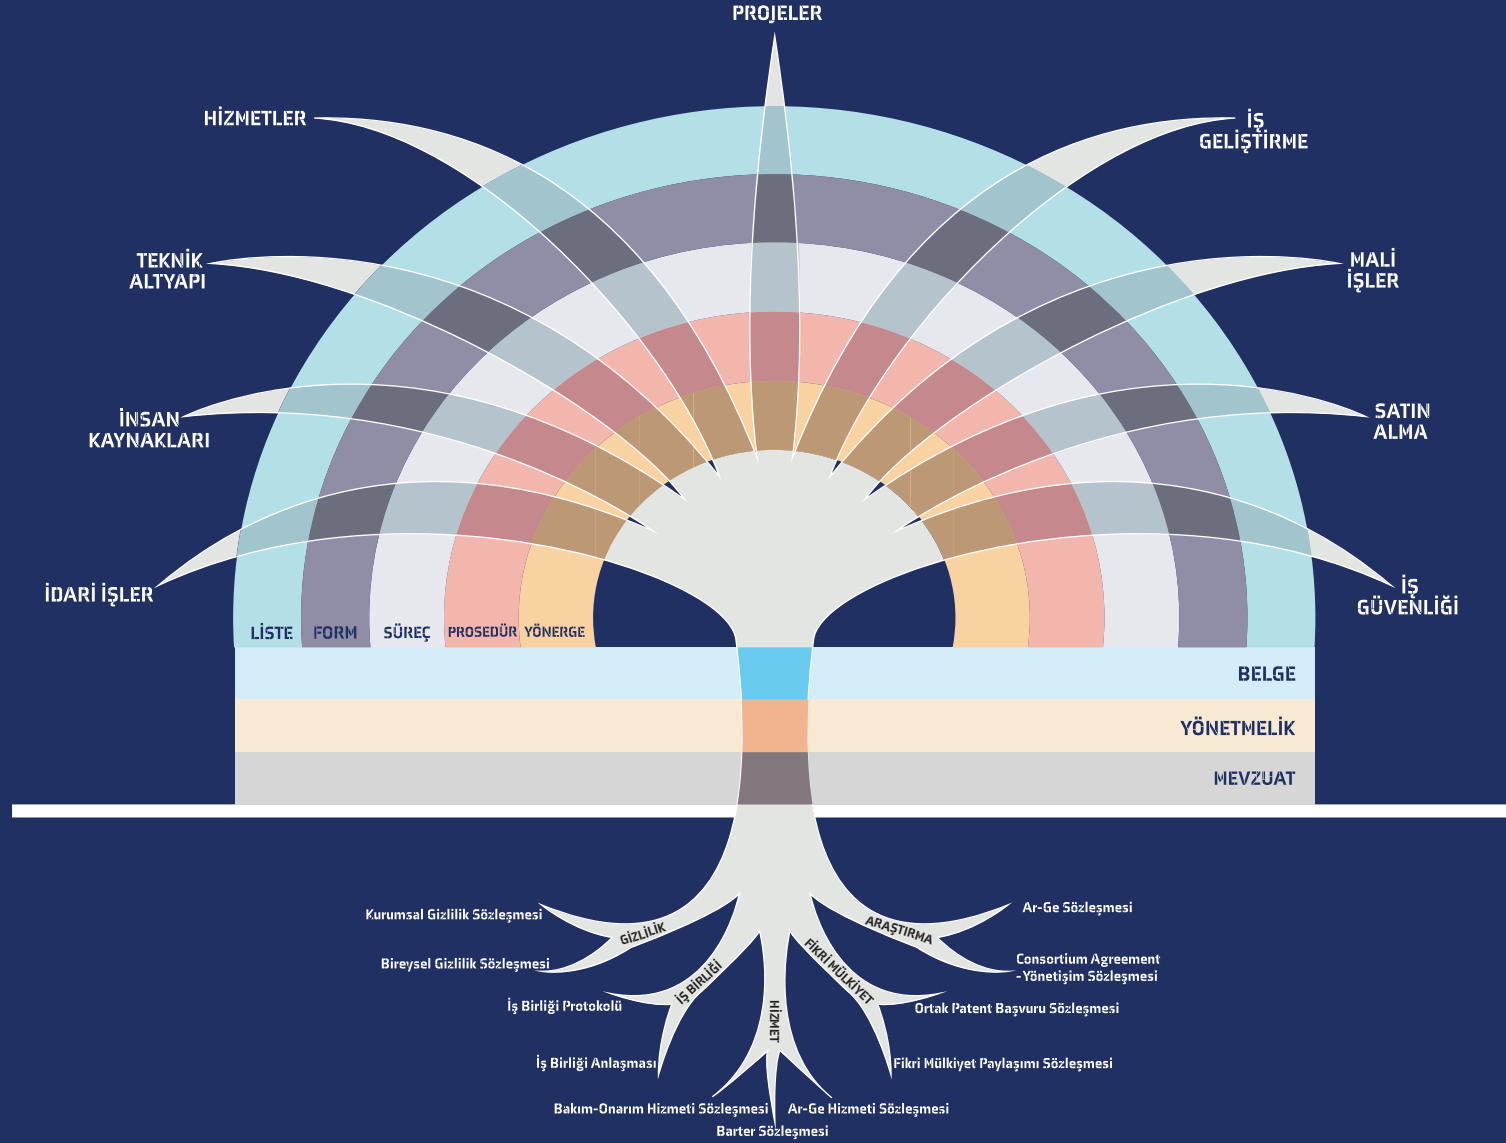 PROJELER
HİZMETLER
İŞ
GELİŞTİRME
TEKNİK
ALTYAPI
MALİ
İŞLER
İNSAN
KAYNAKLARI
SATIN
ALMA
İDARİ İŞLER
İŞ
GÜVENLİĞİ
LİSTE
FORM
SÜREÇ
PROSEDÜR
YÖNERGE
BELGE
YÖNETMELİK
MEVZUAT
Kurumsal Gizlilik Sözleşmesi
GİZLİLİK
Bireysel Gizlilik Sözleşmesi
ARAŞTIRMA
Ar-Ge Sözleşmesi
Consortium Agreement
-Yönetişim Sözleşmesi
İş Birliği Protokolü
İŞ BİRLİĞİ
İş Birliği Anlaşması
FİKRİ MÜLKİYET
Ortak Patent Başvuru Sözleşmesi
Fikri Mülkiyet Paylaşımı Sözleşmesi
HİZMET
Bakım-Onarım Hizmeti Sözleşmesi
Ar-Ge Hizmeti Sözleşmesi
Barter Sözleşmesi